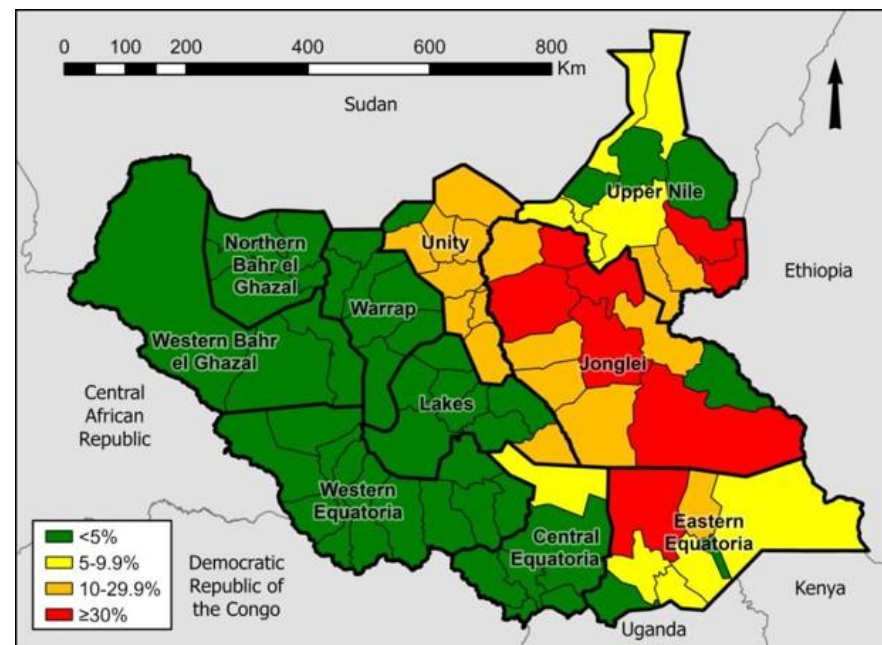 0 100 200 400 600 800
Km
Sudan
Upper Nile
Unity
Northern
Bahr el
Ghazal
Ethiopia
Warrap
Western Bahr
el Ghazal
Jonglei
Central
African
Republic
Lakes
Western
Equatoria
Central
Equatoria
Eastern
Equatoria
<5%
5-9.9%
10-29.9%
≥30%
Democratic
Republic of
the Congo
Kenya
Uganda